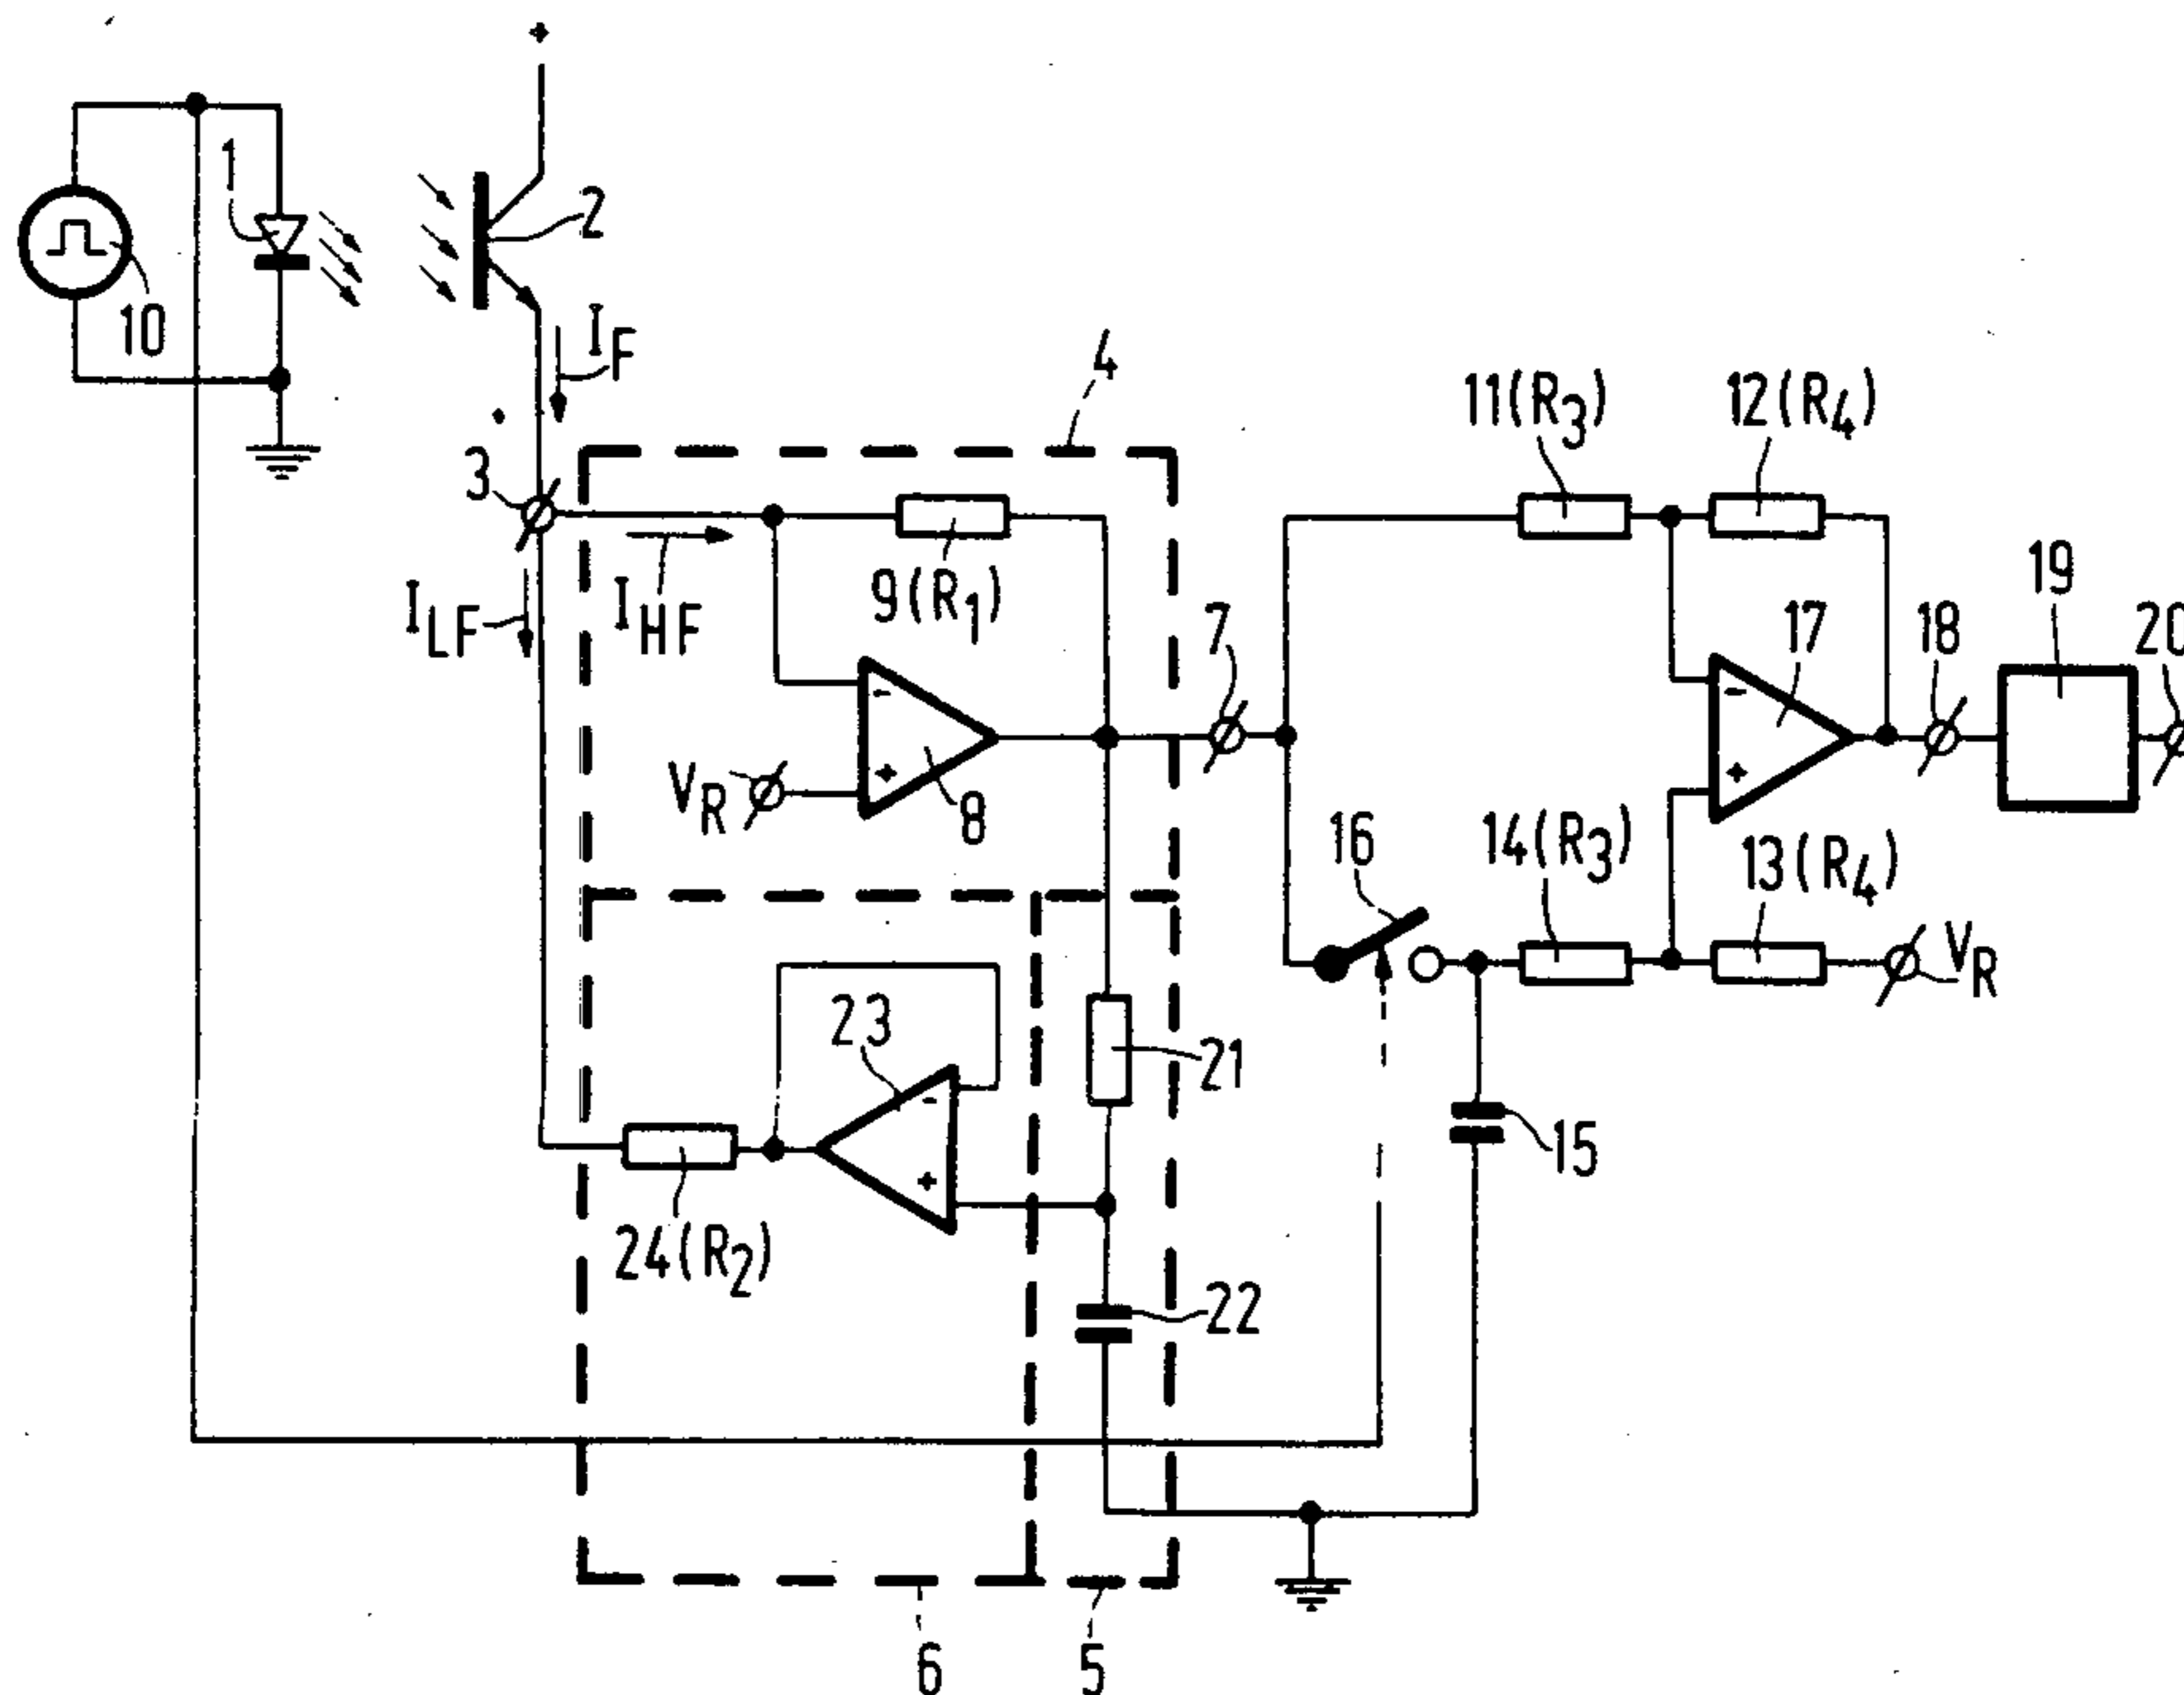 +
1
2
10
I_F
4
11(R_3)
12(R_4)
3
19
9(R_1)
I_LF
I_HF
7
17
18
20
-
-
V_R
+
8
+
16
14(R_3)
13(R_4)
V_R
23
21
-
15
+
24(R_2)
22
6
5